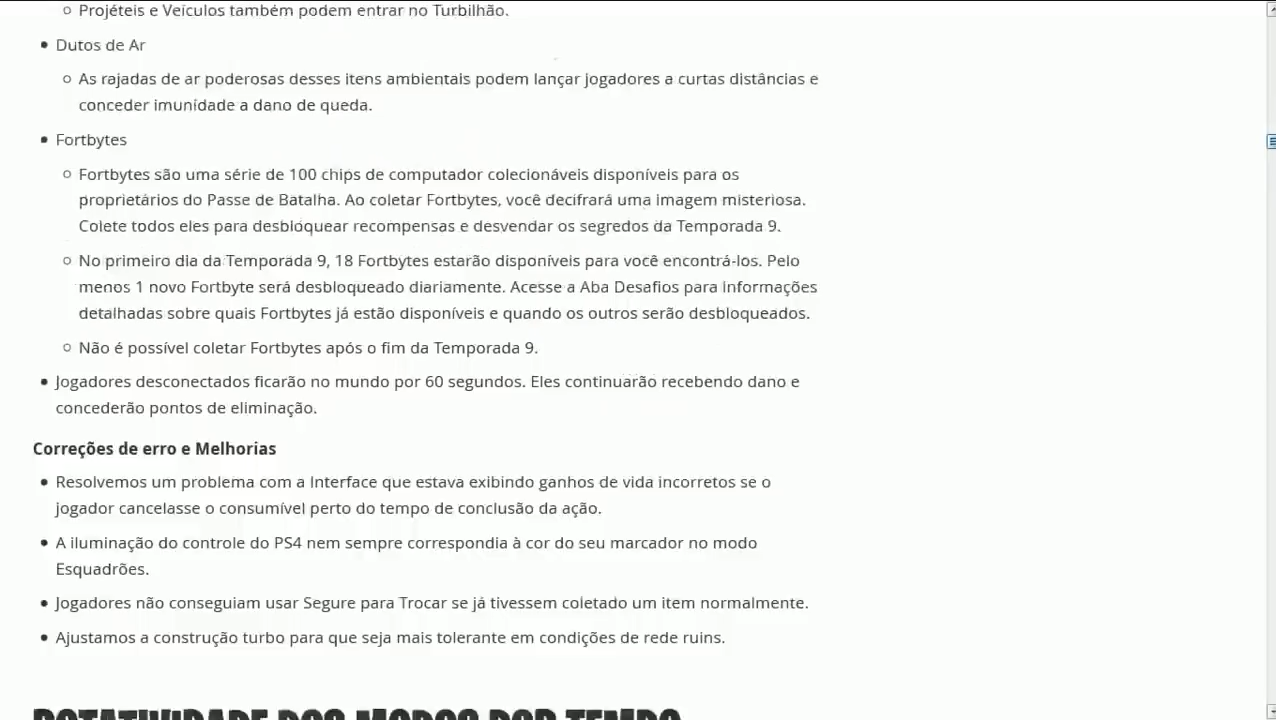 Projéteis e Veículos também podem entrar no Turbilhão.
Dutos de Ar
As rajadas de ar poderosas desses itens ambientais podem lançar jogadores a curtas distâncias e
conceder imunidade a dano de queda.
Fortbytes
Fortbytes são uma série de 100 chips de computador colecionáveis disponíveis para os
proprietários do Passe de Batalha. Ao coletar Fortbytes, você decifrará uma imagem misteriosa.
Colete todos eles para desbloquear recompensas e desvendar os segredos da Temporada 9.
No primeiro dia da Temporada 9, 18 Fortbytes estarão disponíveis para você encontrá-los. Pelo
menos 1 novo Fortbyte será desbloqueado diariamente. Acesse a Aba Desafios para informações
detalhadas sobre quais Fortbytes já estão disponíveis e quando os outros serão desbloqueados.
Não é possível coletar Fortbytes após o fim da Temporada 9.
Jogadores desconectados ficarão no mundo por 60 segundos. Eles continuarão recebendo dano e
concederão pontos de eliminação.
Correções de erro e Melhorias
Resolvemos um problema com a Interface que estava exibindo ganhos de vida incorretos se o
jogador cancelasse o consumível perto do tempo de conclusão da ação.
A iluminação do controle do PS4 nem sempre correspondia à cor do seu marcador no modo
Esquadrões.
Jogadores não conseguiam usar Segure para Trocar se já tivessem coletado um item normalmente.
Ajustamos a construção turbo para que seja mais tolerante em condições de rede ruins.
ROTATIVIDADE DOS MODOS POR TEMPO